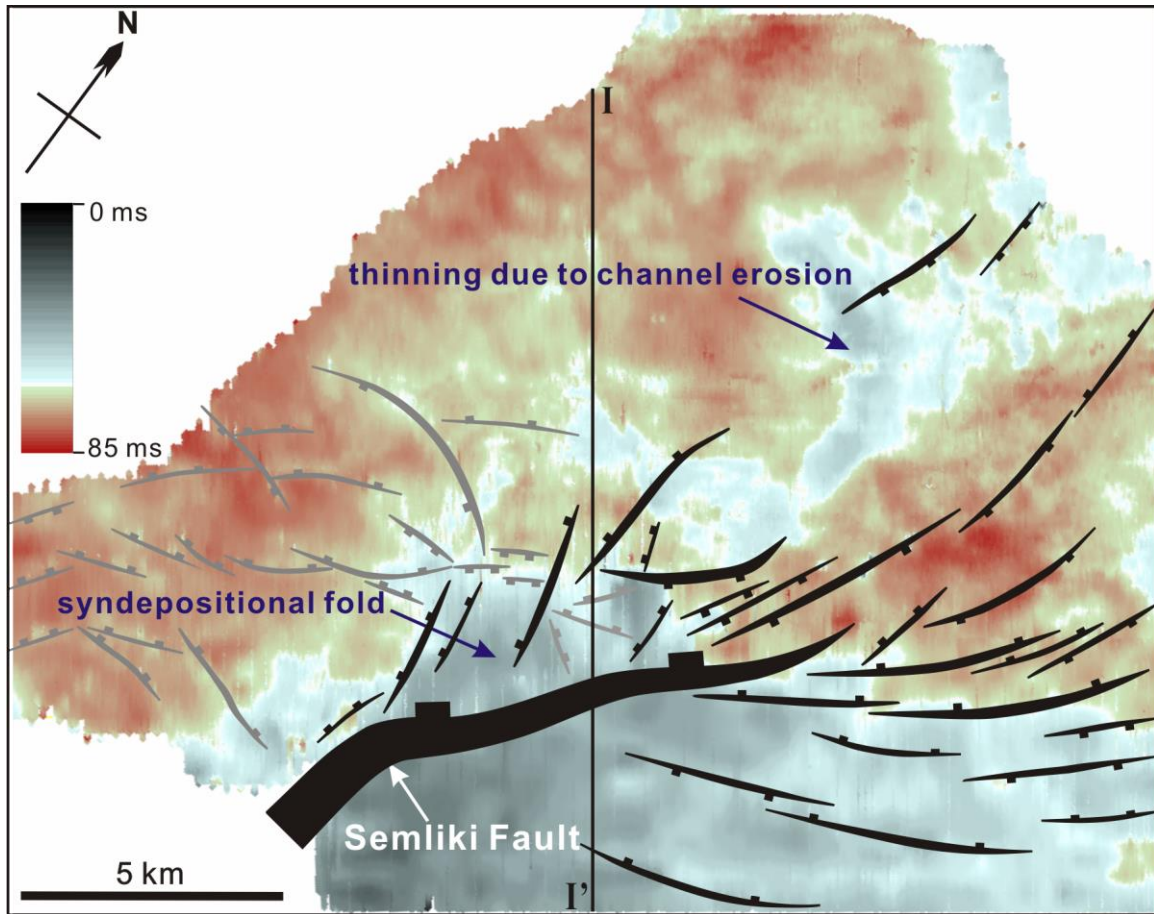 N
0 ms
85 ms
I
thinning due to channel erosion
syndepositional fold
Semliki Fault
5 km
I'